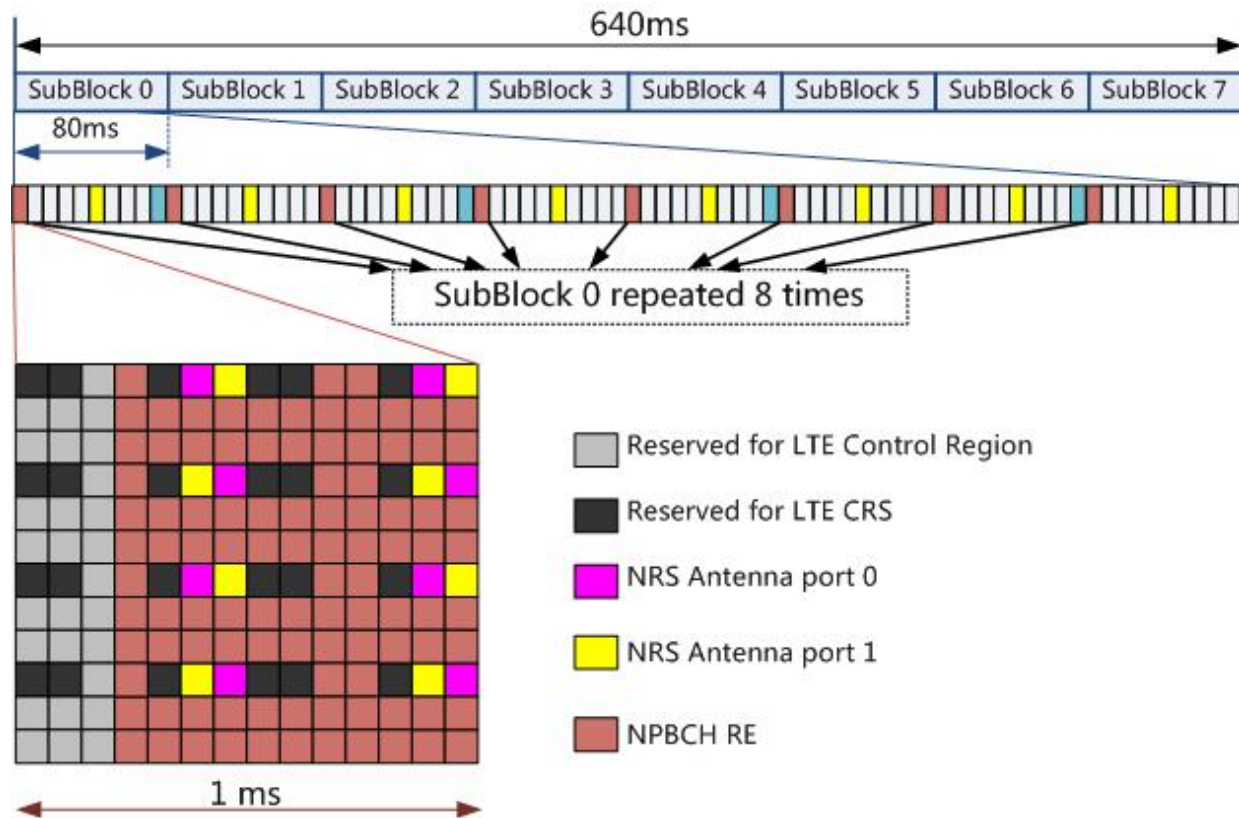 640ms
SubBlock 0 SubBlock 1 SubBlock 2 SubBlock 3 SubBlock 4 SubBlock 5 SubBlock 6 SubBlock 7
80ms
SubBlock 0 repeated 8 times
Reserved for LTE Control Region
Reserved for LTE CRS
NRS Antenna port 0
NRS Antenna port 1
NPBCH RE
1 ms